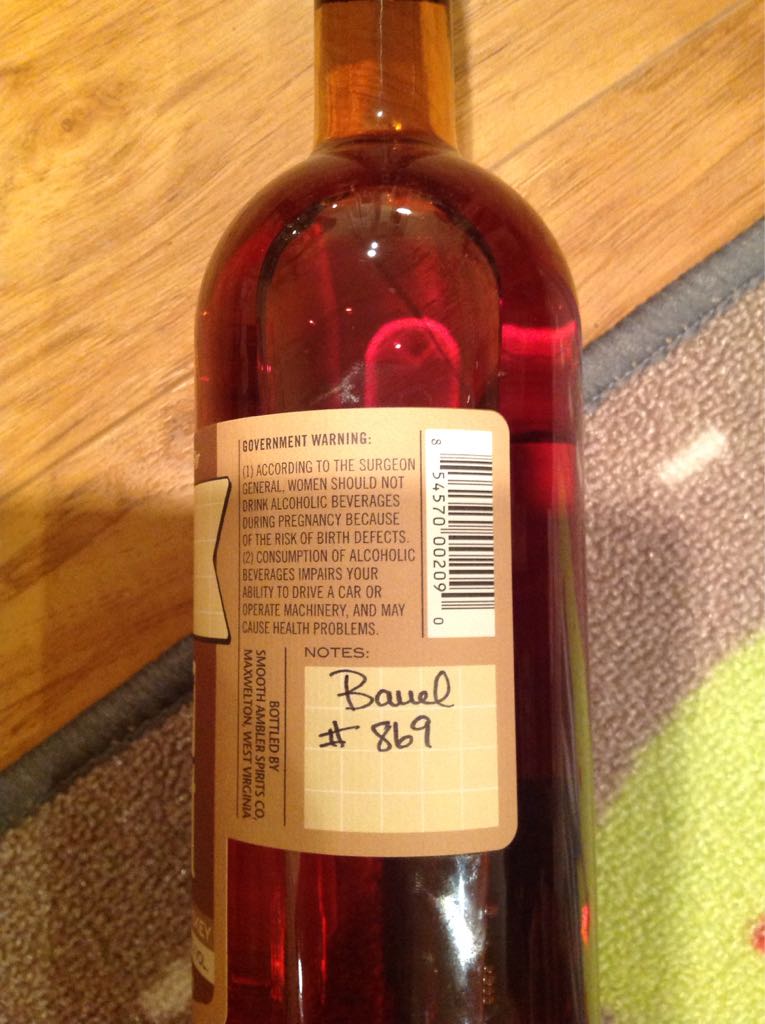 GOVERNMENT WARNING:
(1) ACCORDING TO THE SURGEON
GENERAL, WOMEN SHOULD NOT
DRINK ALCOHOLIC BEVERAGES
DURING PREGNANCY BECAUSE
OF THE RISK OF BIRTH DEFECTS.
(2) CONSUMPTION OF ALCOHOLIC
BEVERAGES IMPAIRS YOUR
ABILITY TO DRIVE A CAR OR
OPERATE MACHINERY, AND MAY
CAUSE HEALTH PROBLEMS.
8 54570 00209 0
BOTTLED BY
SMOOTH AMBLER SPIRITS CO,
MAXWELTON, WEST VIRGINIA
NOTES:
Barrel
# 869